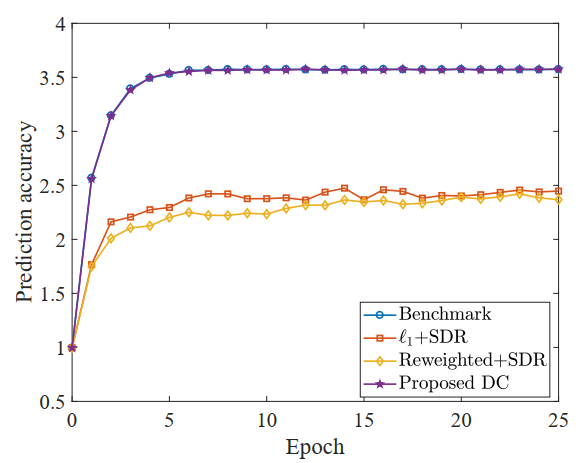 4
3.5
3
2.5
2
1.5
1
0.5
Prediction accuracy
Benchmark
ℓ₁+SDR
Reweighted+SDR
Proposed DC
0 5 10 15 20 25
Epoch